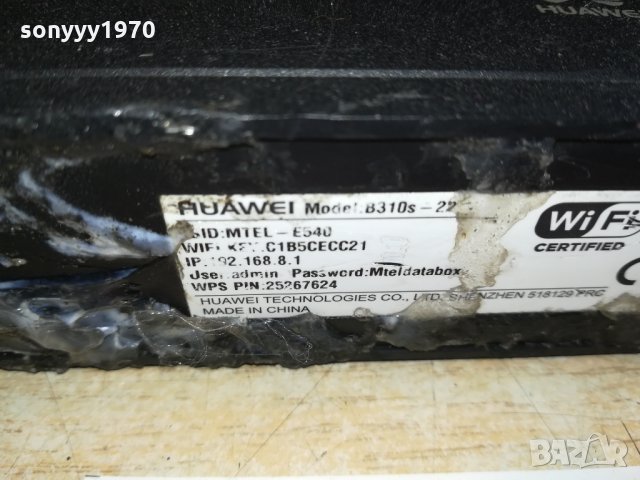 sonyyy1970
HUAWEI
HUAWEI Model:B310s-22
SID:MTEL-E540
WIFI KEY:C1B5CECC21
IP:192.168.8.1
User:admin Password:Mteldatabox
WPS PIN:25267624
HUAWEI TECHNOLOGIES CO., LTD. SHENZHEN 518129 PRC
MADE IN CHINA
WiFi
CERTIFIED
BAZAR